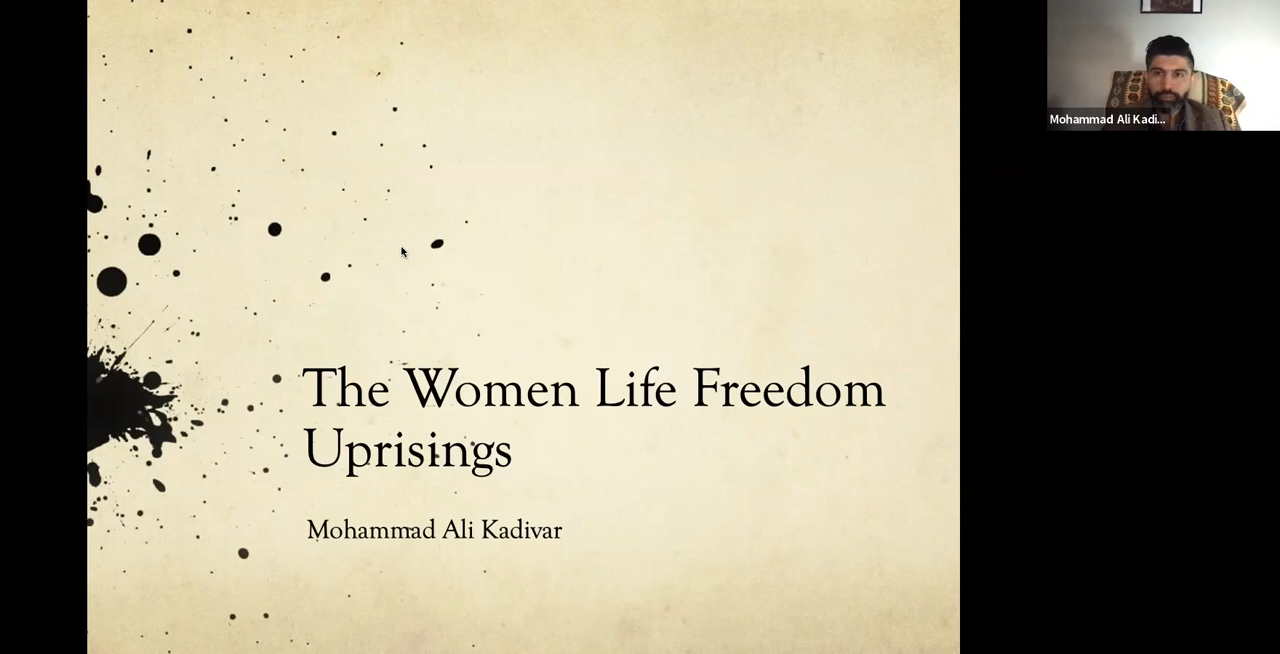 The Women Life Freedom
Uprisings
Mohammad Ali Kadivar
Mohammad Ali Kadi...